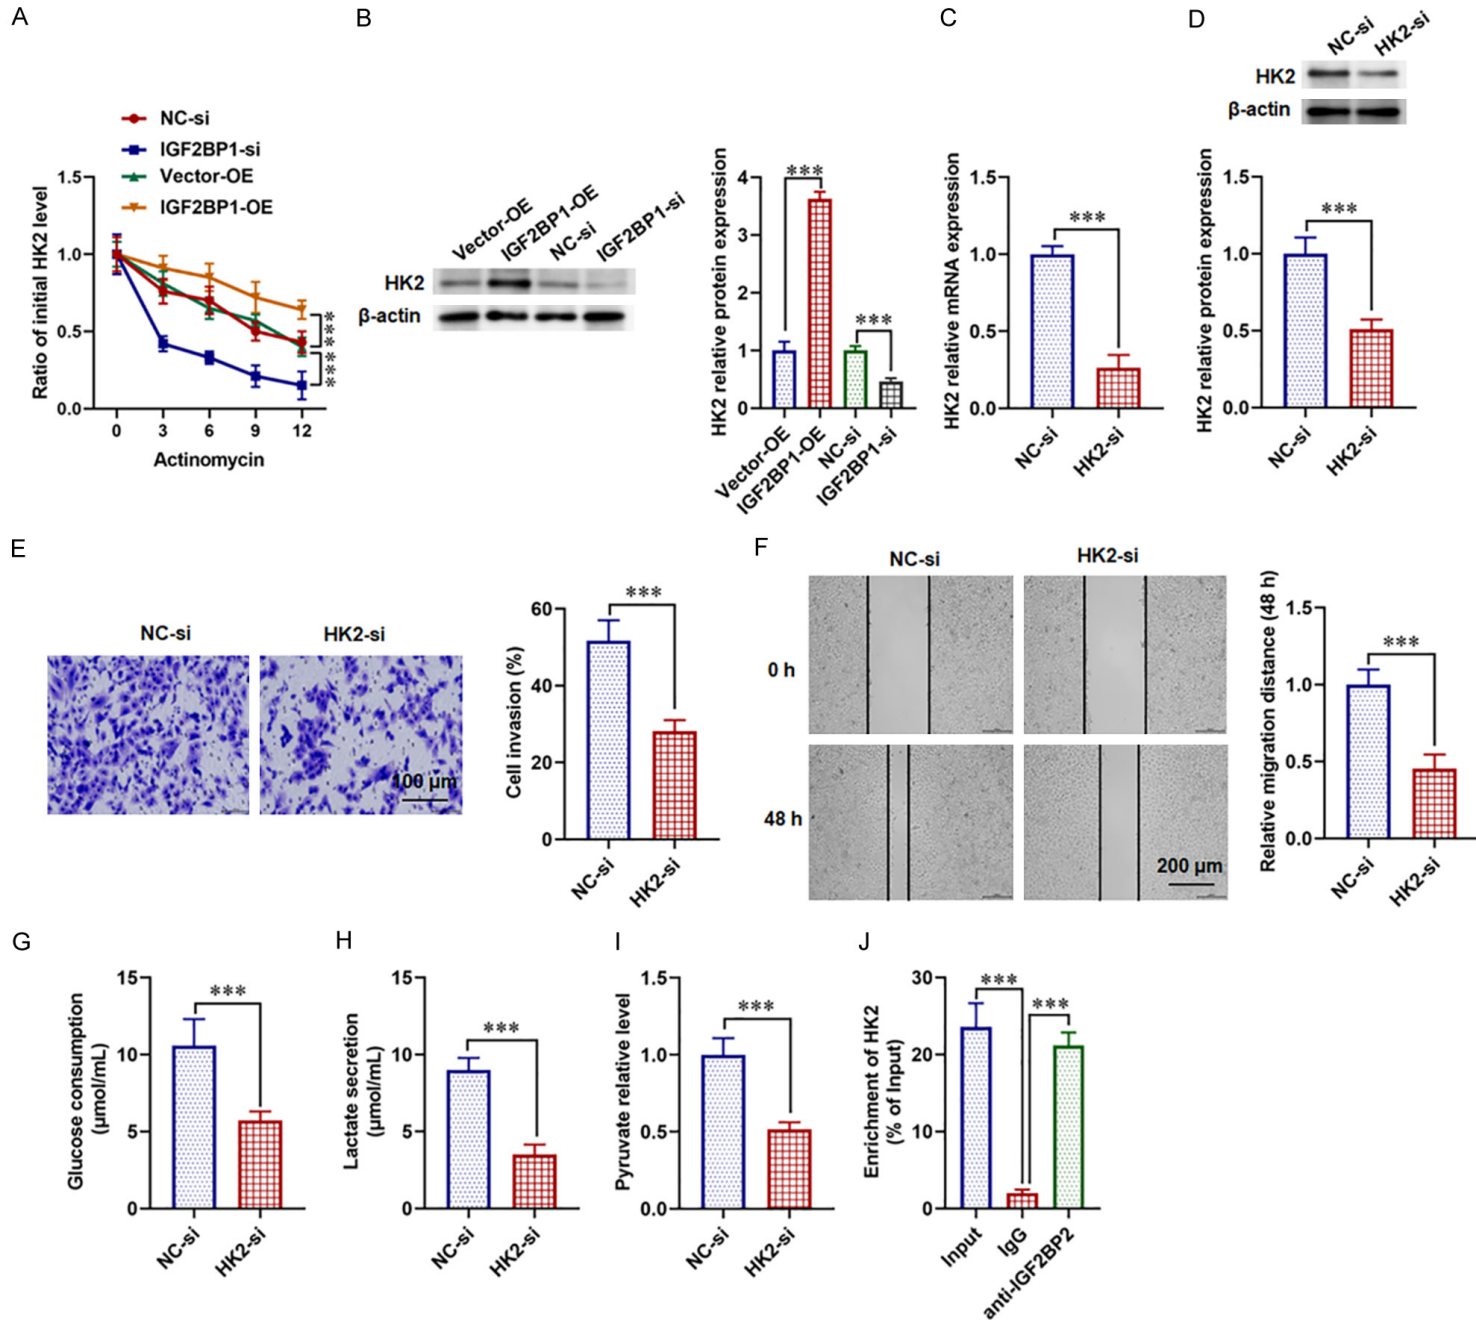 A
NC-si
IGF2BP1-si
Vector-OE
IGF2BP1-OE
Ratio of initial HK2 level
1.5
1.0
0.5
0.0
0 3 6 9 12
Actinomycin
***
***
B
Vector-OE IGF2BP1-OE NC-si IGF2BP1-si
HK2
β-actin
HK2 relative protein expression
4
3
2
1
0
***
***
Vector-OE IGF2BP1-OE NC-si IGF2BP1-si
C
HK2 relative mRNA expression
1.5
1.0
0.5
0.0
***
NC-si HK2-si
D
NC-si HK2-si
HK2
β-actin
HK2 relative protein expression
1.5
1.0
0.5
0.0
***
NC-si HK2-si
E
NC-si HK2-si
100 μm
Cell invasion (%)
60
40
20
0
***
NC-si HK2-si
F
NC-si HK2-si
0 h
48 h
200 μm
Relative migration distance (48 h)
1.5
1.0
0.5
0.0
***
NC-si HK2-si
G
Glucose consumption
(μmol/mL)
15
10
5
0
***
NC-si HK2-si
H
Lactate secretion
(μmol/mL)
15
10
5
0
***
NC-si HK2-si
I
Pyruvate relative level
1.5
1.0
0.5
0.0
***
NC-si HK2-si
J
Enrichment of HK2
(% of Input)
30
20
10
0
***
***
Input IgG anti-IGF2BP2